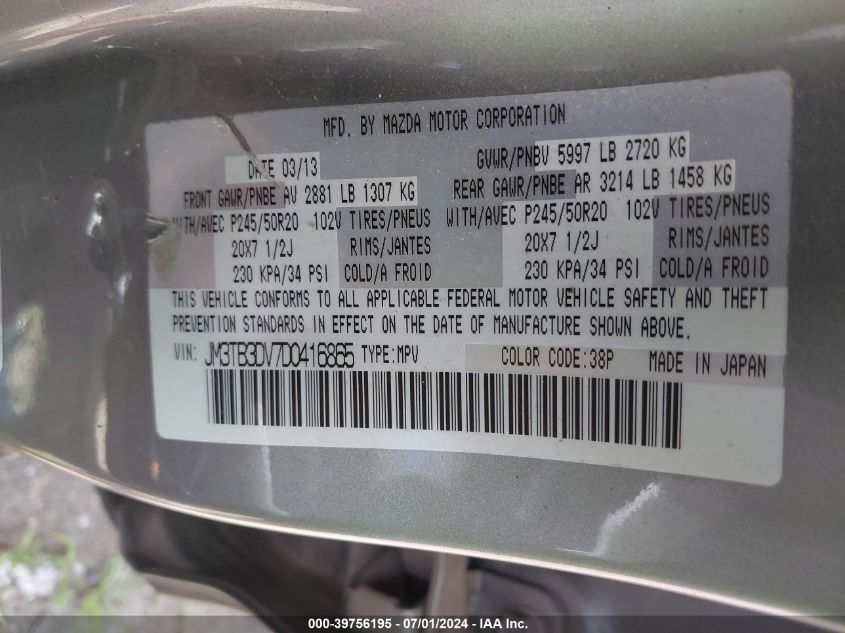 MFD. BY MAZDA MOTOR CORPORATION
DATE 03/13 GVWR/PNBV 5997 LB 2720 KG
FRONT GAWR/PNBE AV 2881 LB 1307 KG REAR GAWR/PNBE AR 3214 LB 1458 KG
WITH/AVEC P245/50R20 102V TIRES/PNEUS WITH/AVEC P245/50R20 102V TIRES/PNEUS
20X7 1/2J RIMS/JANTES 20X7 1/2J RIMS/JANTES
230 KPA/34 PSI COLD/A FROID 230 KPA/34 PSI COLD/A FROID
THIS VEHICLE CONFORMS TO ALL APPLICABLE FEDERAL MOTOR VEHICLE SAFETY AND THEFT
PREVENTION STANDARDS IN EFFECT ON THE DATE OF MANUFACTURE SHOWN ABOVE.
VIN: JM3TB3DV7D0416865 TYPE:MPV COLOR CODE:38P MADE IN JAPAN
000-39756195 - 07/01/2024 - IAA Inc.